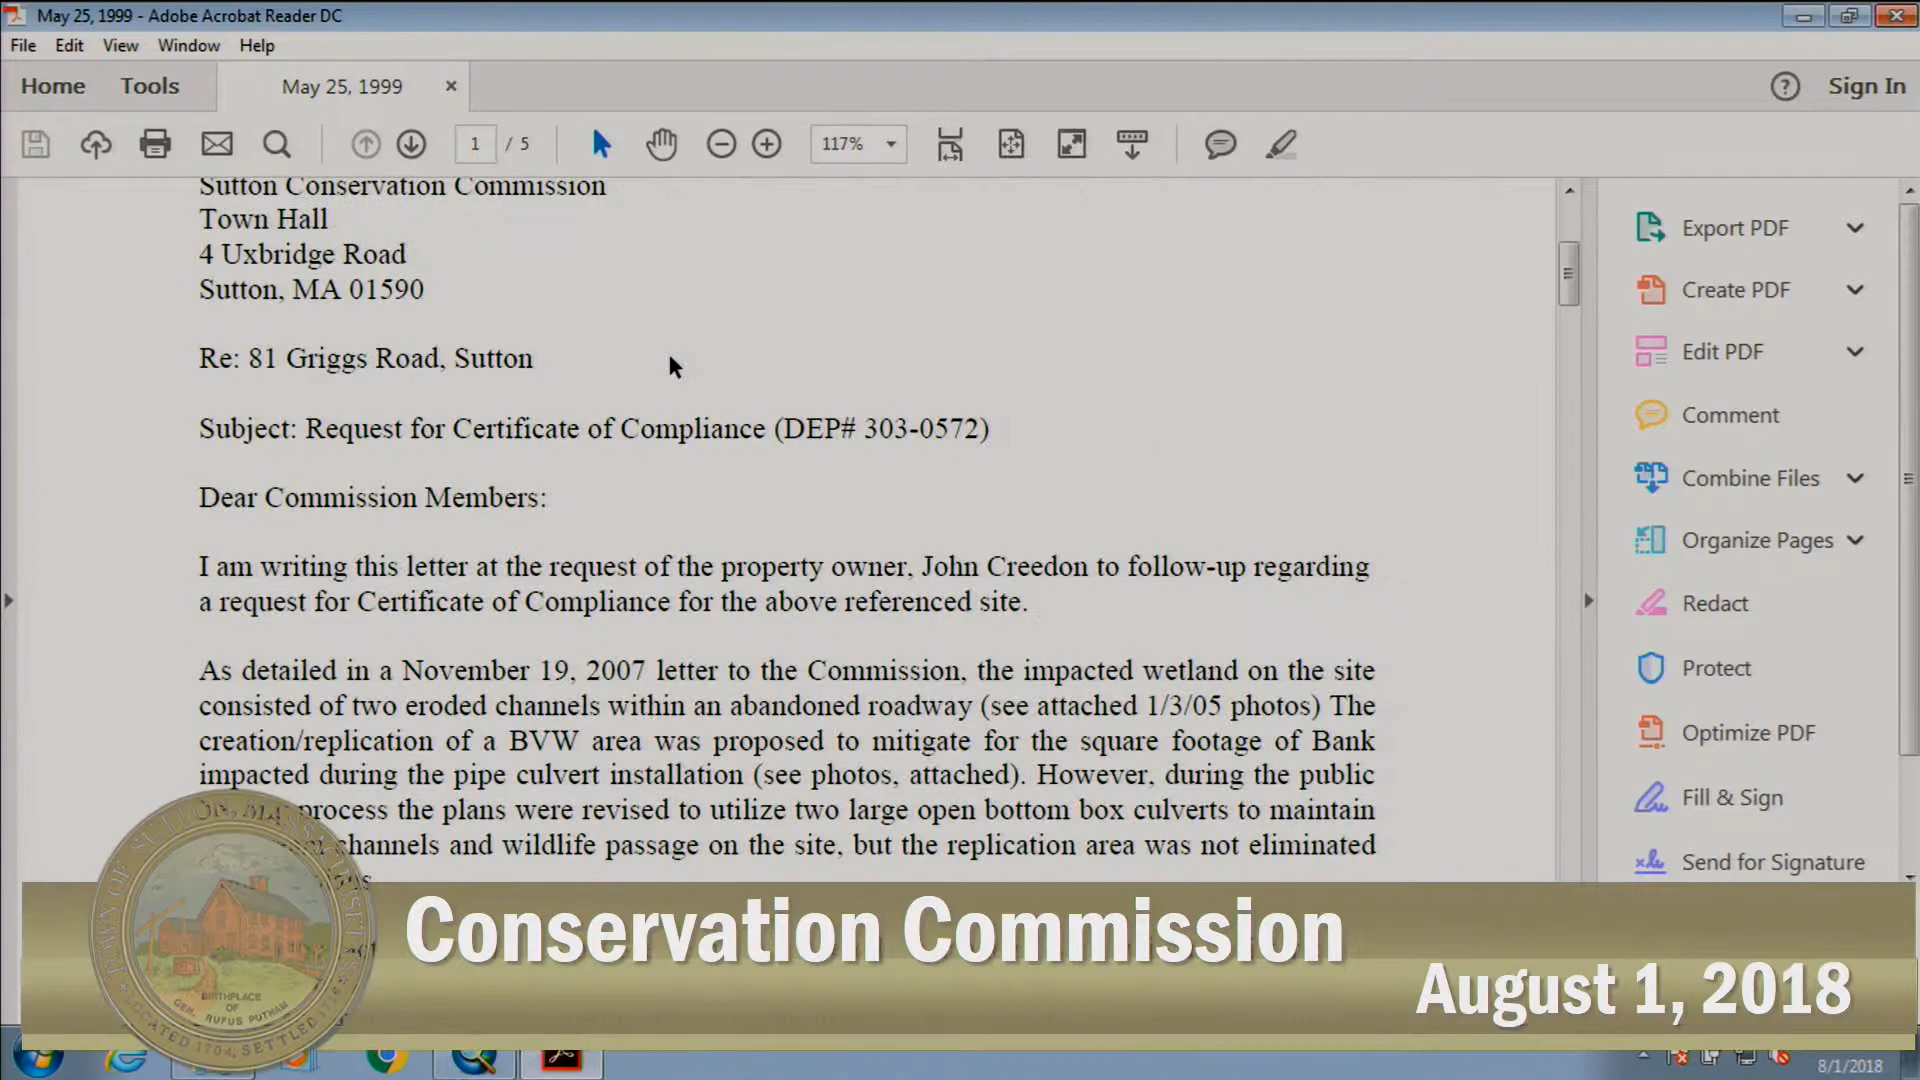 May 25, 1999 - Adobe Acrobat Reader DC
File Edit View Window Help
Home Tools May 25, 1999 Sign In
1 / 5 117%
Sutton Conservation Commission
Town Hall
4 Uxbridge Road
Sutton, MA 01590
Re: 81 Griggs Road, Sutton
Subject: Request for Certificate of Compliance (DEP# 303-0572)
Dear Commission Members:
I am writing this letter at the request of the property owner, John Creedon to follow-up regarding
a request for Certificate of Compliance for the above referenced site.
As detailed in a November 19, 2007 letter to the Commission, the impacted wetland on the site
consisted of two eroded channels within an abandoned roadway (see attached 1/3/05 photos) The
creation/replication of a BVW area was proposed to mitigate for the square footage of Bank
impacted during the pipe culvert installation (see photos, attached). However, during the public
process the plans were revised to utilize two large open bottom box culverts to maintain
channels and wildlife passage on the site, but the replication area was not eliminated
Export PDF
Create PDF
Edit PDF
Comment
Combine Files
Organize Pages
Redact
Protect
Optimize PDF
Fill & Sign
Send for Signature
TOWN OF SUTTON, MASSACHUSETTS
BIRTHPLACE
OF
GEN. RUFUS PUTNAM
LOCATED 1704, SETTLED 1716
Conservation Commission
August 1, 2018
8/1/2018